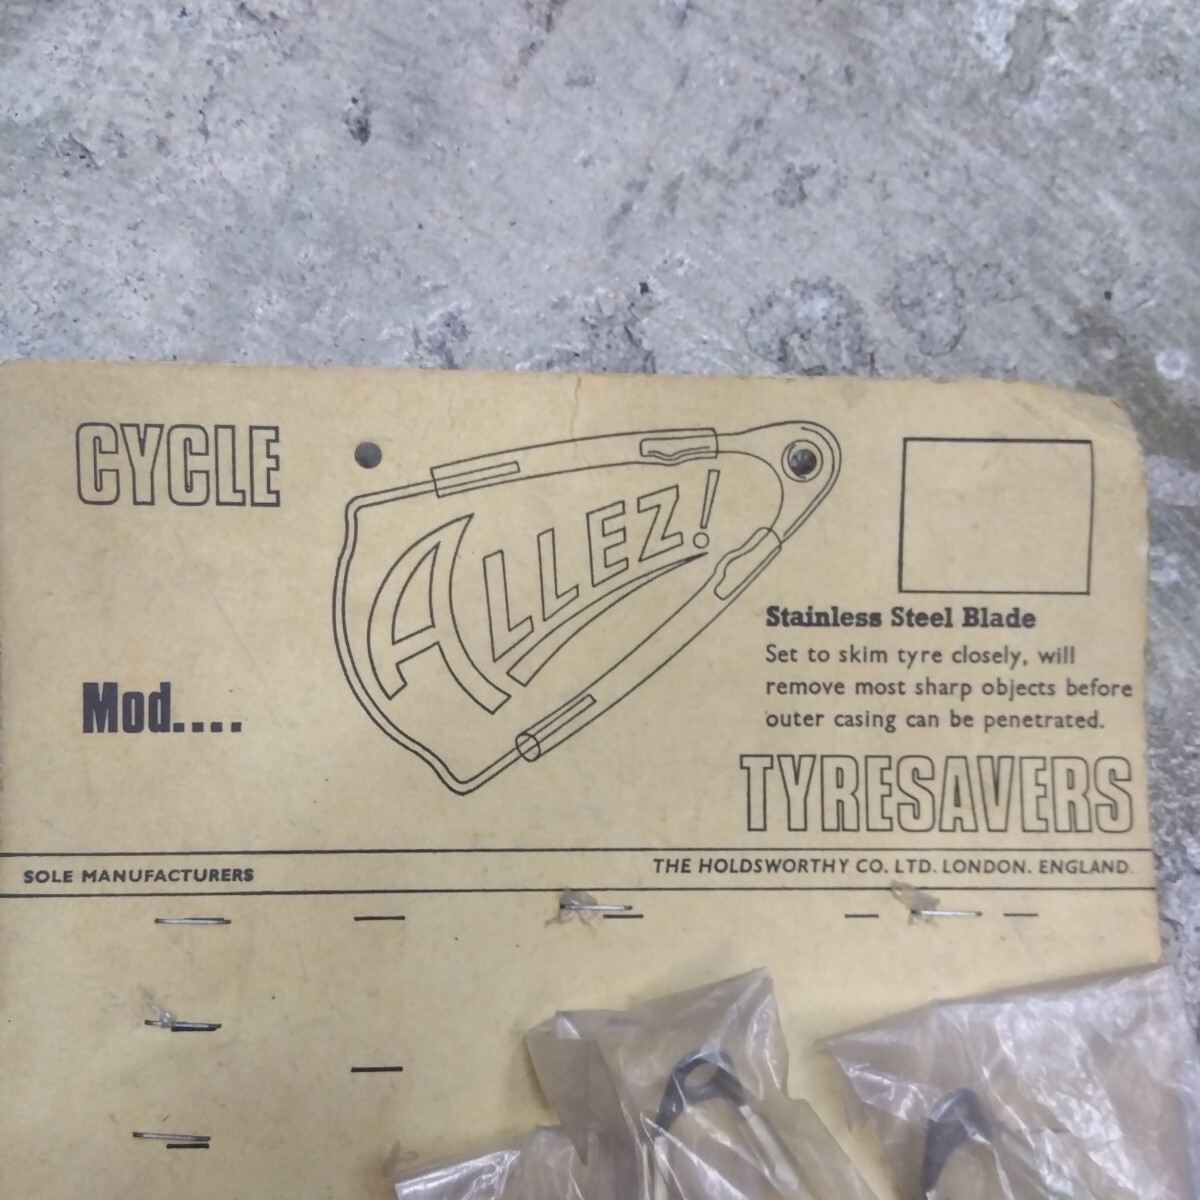 CYCLE
ALLEZ!
Mod....
Stainless Steel Blade
Set to skim tyre closely, will
remove most sharp objects before
outer casing can be penetrated.
TYRESAVERS
SOLE MANUFACTURERS
THE HOLDSWORTHY CO. LTD. LONDON. ENGLAND.